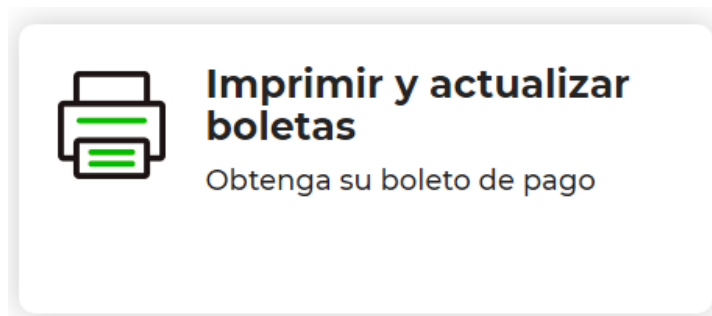 Imprimir y actualizar
boletas
Obtenga su boleto de pago